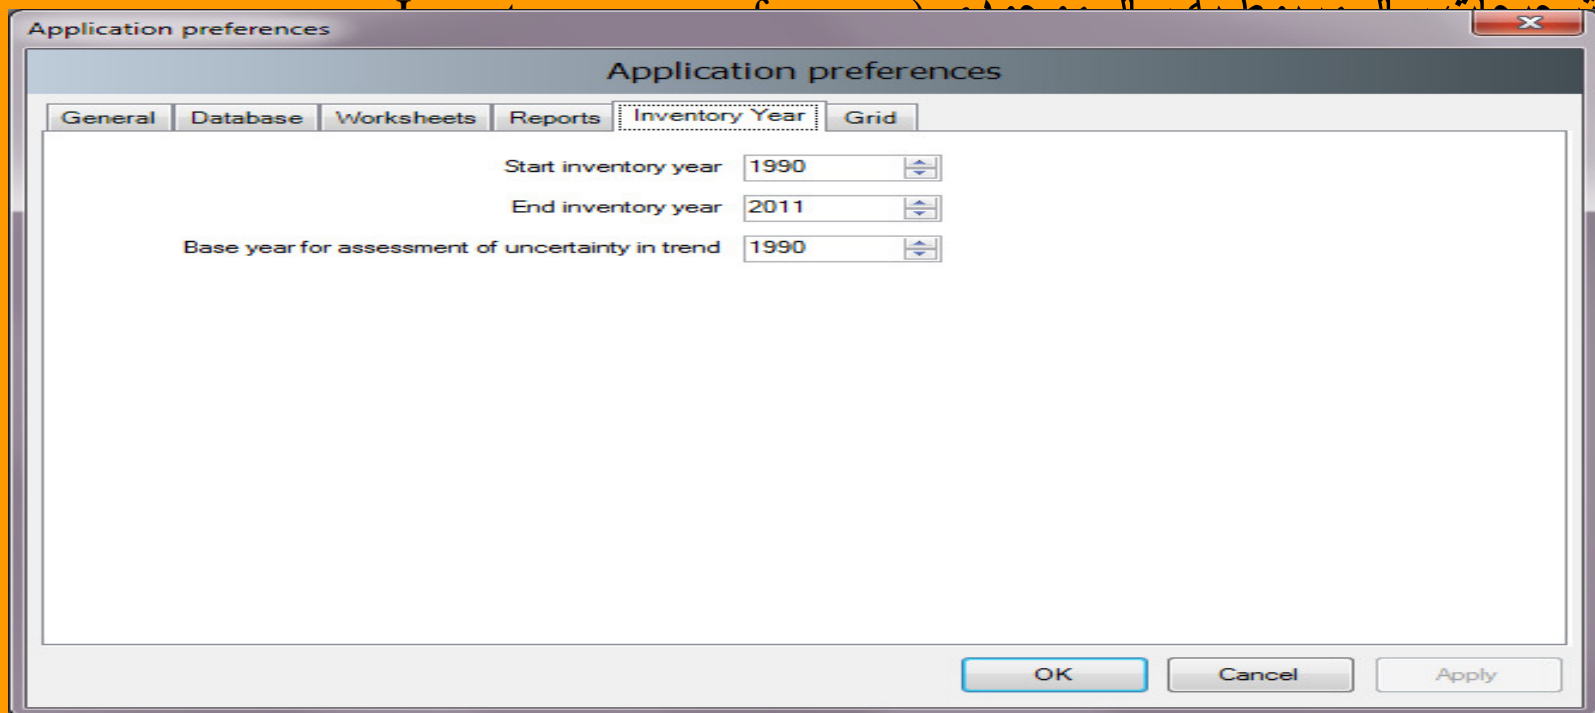 Application preferences
Application preferences
General Database Worksheets Reports Inventory Year Grid
Start inventory year 1990
End inventory year 2011
Base year for assessment of uncertainty in trend 1990
OK Cancel Apply